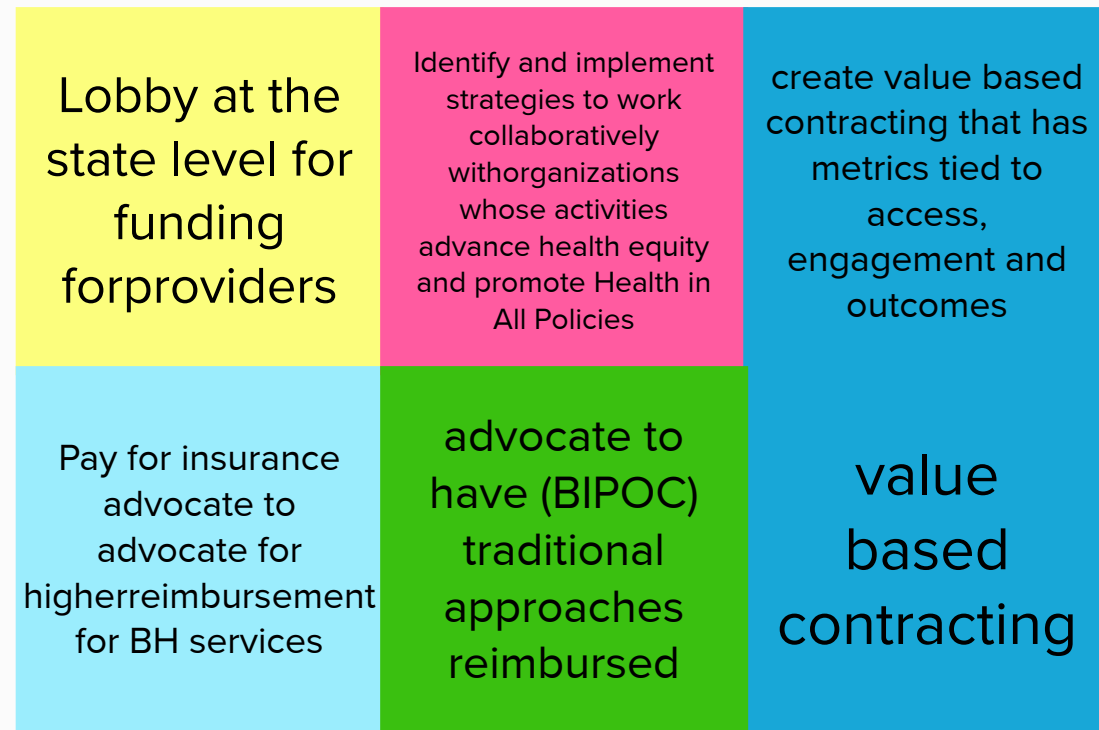 Lobby at the
state level for
funding
forproviders
Identify and implement
strategies to work
collaboratively
withorganizations
whose activities
advance health equity
and promote Health in
All Policies
create value based
contracting that has
metrics tied to
access,
engagement and
outcomes
Pay for insurance
advocate to
advocate for
higherreimbursement
for BH services
advocate to
have (BIPOC)
traditional
approaches
reimbursed
value
based
contracting